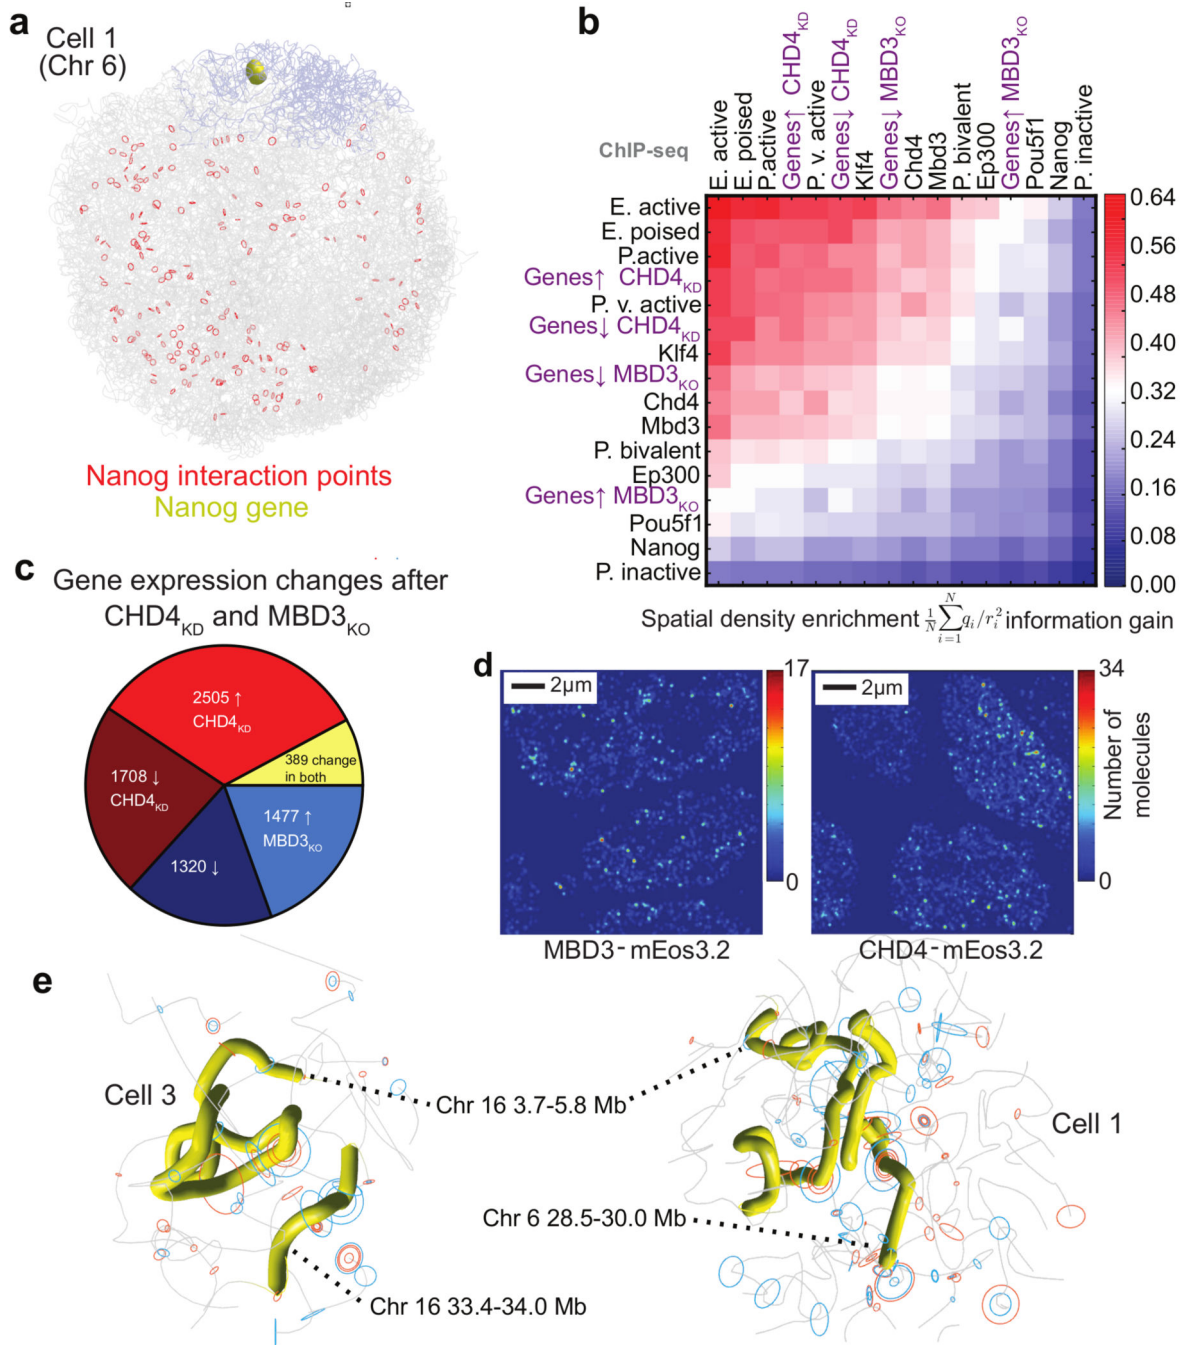 a
Cell 1
(Chr 6)
Nanog interaction points
Nanog gene
b
ChIP-seq
E. active
E. poised
P.active
Genes↑ CHD4KD
P. v. active
Genes↓ CHD4KD
Klf4
Genes↓ MBD3KO
Chd4
Mbd3
P. bivalent
Ep300
Genes↑ MBD3KO
Pou5f1
Nanog
P. inactive
E. active
E. poised
P.active
Genes↑ CHD4KD
P. v. active
Genes↓ CHD4KD
Klf4
Genes↓ MBD3KO
Chd4
Mbd3
P. bivalent
Ep300
Genes↑ MBD3KO
Pou5f1
Nanog
P. inactive
0.64
0.56
0.48
0.40
0.32
0.24
0.16
0.08
0.00
Spatial density enrichment 1/N ∑ i=1 N qi/ri² information gain
c
Gene expression changes after
CHD4KD and MBD3KO
2505 ↑
CHD4KD
389 change
in both
1708 ↓
CHD4KD
1477 ↑
MBD3KO
1320 ↓
d
2μm
17
0
MBD3-mEos3.2
2μm
34
0
Number of
molecules
CHD4-mEos3.2
e
Cell 3
Chr 16 3.7-5.8 Mb
Cell 1
Chr 6 28.5-30.0 Mb
Chr 16 33.4-34.0 Mb